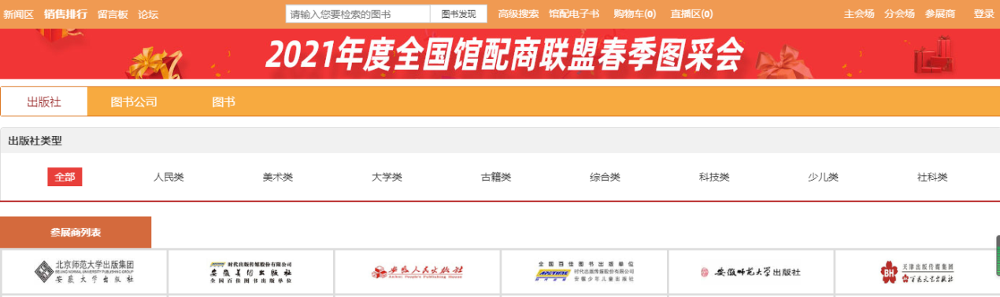 新闻区 销售排行 留言板 论坛 请输入您要检索的图书 图书发现 高级搜索 馆配电子书 购物车(0) 直播区(0) 主会场 分会场 参展商 登录
2021年度全国馆配商联盟春季图采会
出版社 图书公司 图书
出版社类型
全部 人民类 美术类 大学类 古籍类 综合类 科技类 少儿类 社科类
参展商列表
北京师范大学出版集团
BEIJING NORMAL UNIVERSITY PUBLISHING GROUP
安徽大学出版社
时代出版传媒股份有限公司
安徽美术出版社
全国百佳图书出版单位
安徽人民出版社
Anhui People's Publishing House
全国百佳图书出版单位
APCTIME 时代出版传媒股份有限公司
安徽少年儿童出版社
安徽师范大学出版社
BH 天津出版传媒集团
百花文艺出版社